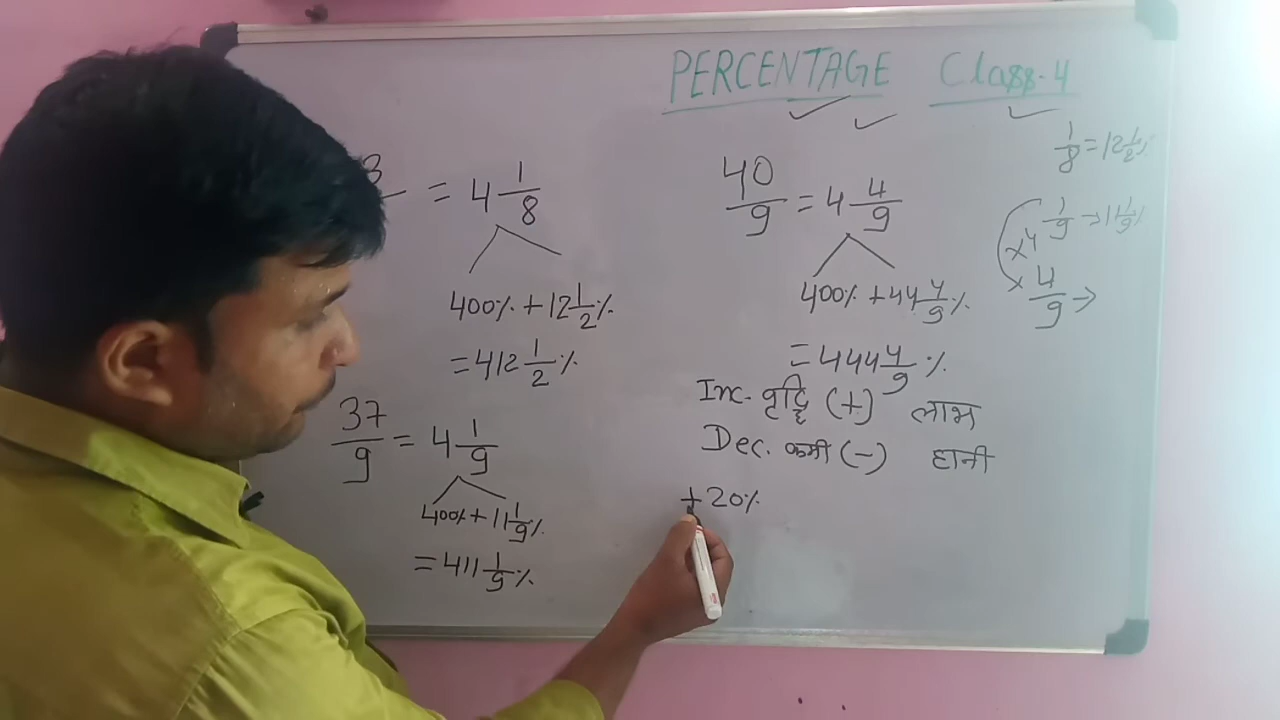 PERCENTAGE Class-4
3 = 4 1/8
400% + 12 1/2 %
= 412 1/2 %
37/9 = 4 1/9
400% + 11 1/9 %
= 411 1/9 %
40/9 = 4 4/9
400% + 44 4/9 %
= 444 4/9 %
Inc. वृद्धि (+) लाभ
Dec. कमी (-) हानी
+20%
1/8 = 12 1/2 %
1/9 → 11 1/9 %
×4
× 4/9 →